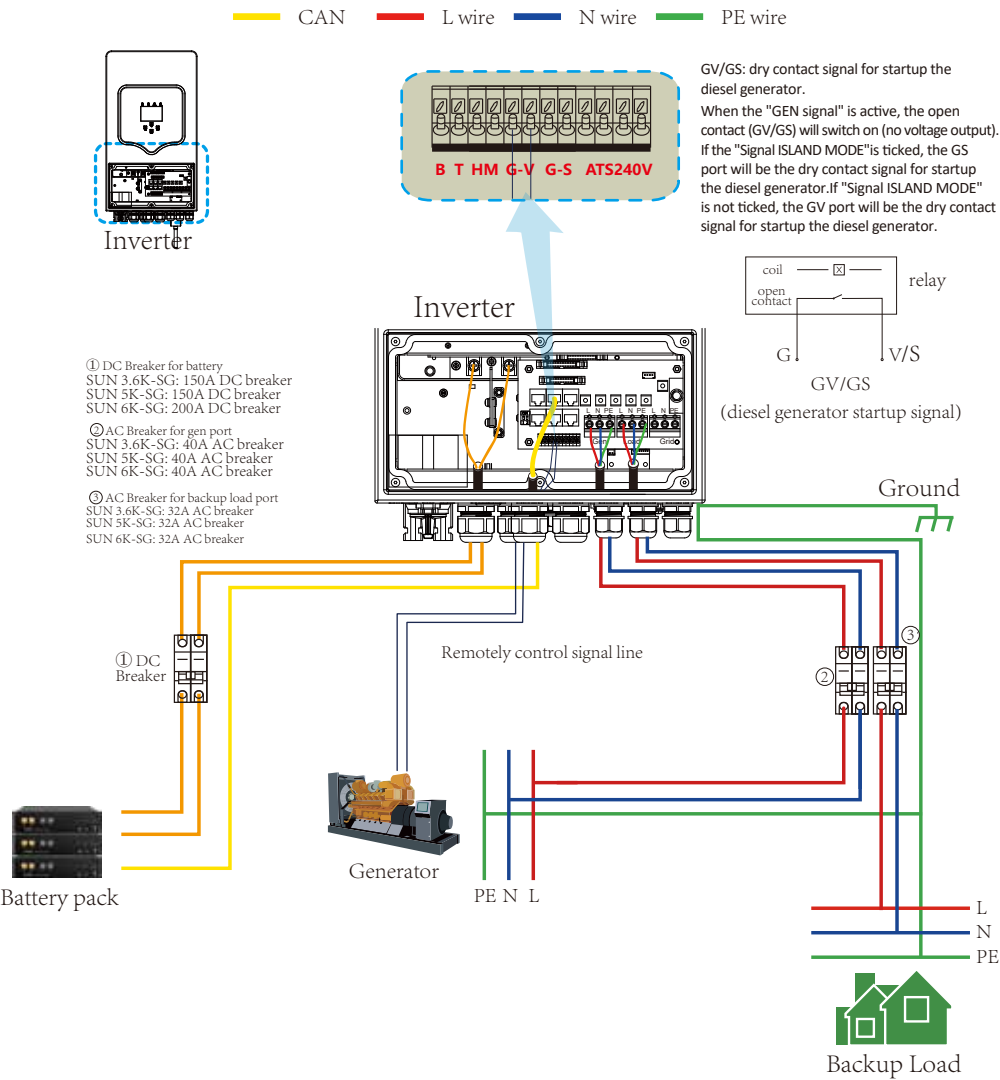 CAN
L wire
N wire
PE wire
Inverter
B T HM G-V G-S ATS240V
GV/GS: dry contact signal for startup the
diesel generator.
When the "GEN signal" is active, the open
contact (GV/GS) will switch on (no voltage output).
If the "Signal ISLAND MODE"is ticked, the GS
port will be the dry contact signal for startup
the diesel generator.If "Signal ISLAND MODE"
is not ticked, the GV port will be the dry contact
signal for startup the diesel generator.
coil
open
contact
relay
G
V/S
GV/GS
(diesel generator startup signal)
Inverter
① DC Breaker for battery
SUN 3.6K-SG: 150A DC breaker
SUN 5K-SG: 150A DC breaker
SUN 6K-SG: 200A DC breaker
② AC Breaker for gen port
SUN 3.6K-SG: 40A AC breaker
SUN 5K-SG: 40A AC breaker
SUN 6K-SG: 40A AC breaker
③ AC Breaker for backup load port
SUN 3.6K-SG: 32A AC breaker
SUN 5K-SG: 32A AC breaker
SUN 6K-SG: 32A AC breaker
L N PE L N PE L N PE
Gen Load Grid
Ground
① DC
Breaker
Remotely control signal line
②
③
Battery pack
Generator
PE N L
L
N
PE
Backup Load